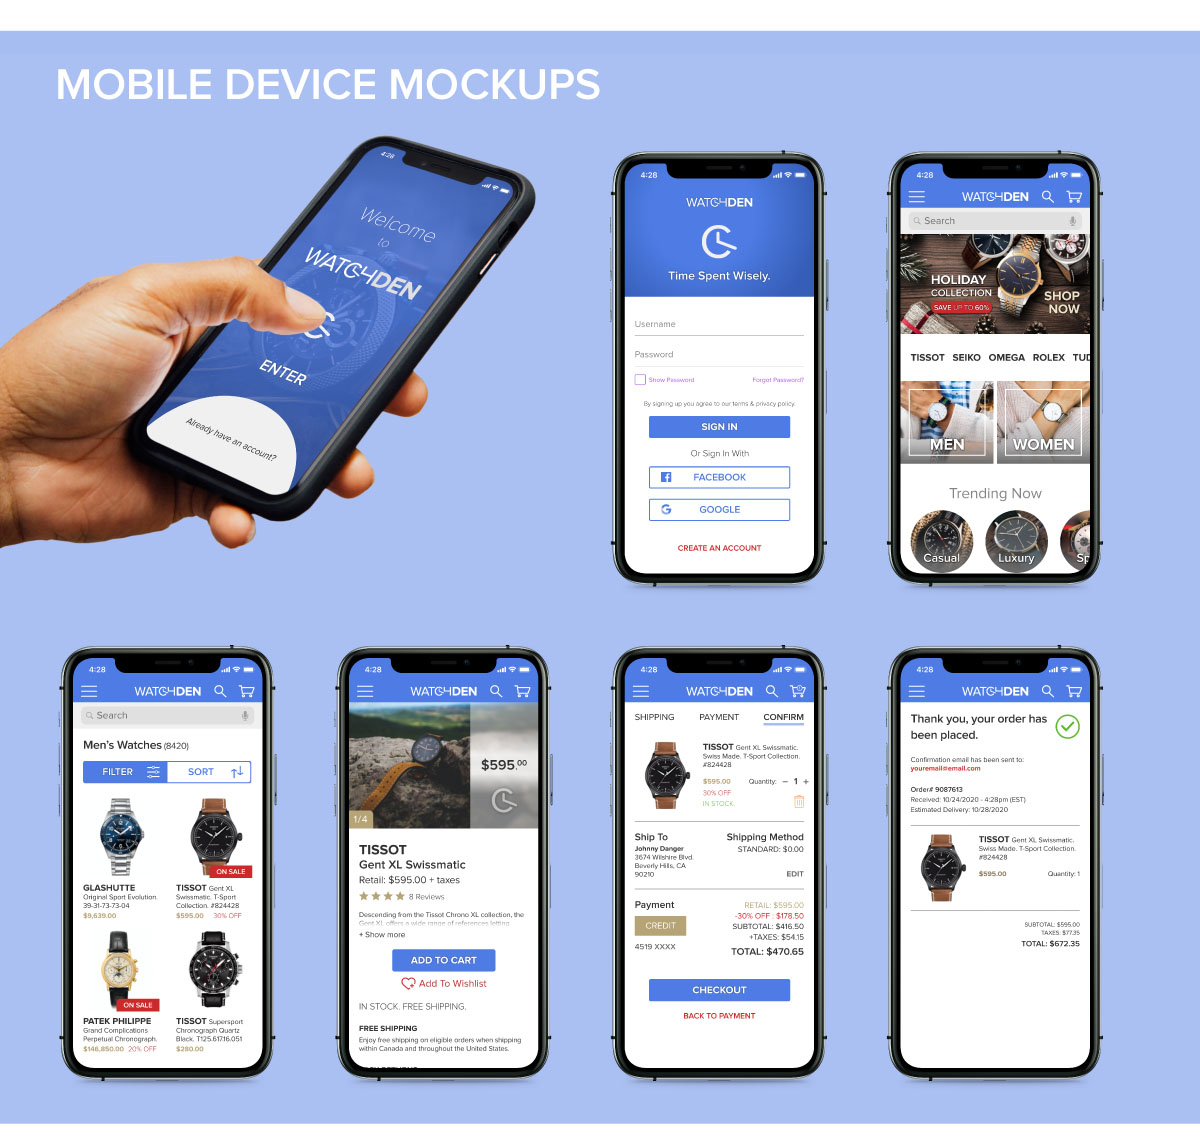 MOBILE DEVICE MOCKUPS
4:28
Welcome
to
WATCHDEN
ENTER
Already have an account?
4:28
WATCHDEN
Time Spent Wisely.
Username
Password
Show Password
Forgot Password?
By signing up you agree to our terms & privacy policy.
SIGN IN
Or Sign In With
FACEBOOK
GOOGLE
CREATE AN ACCOUNT
4:28
WATCHDEN
Search
HOLIDAY
COLLECTION
SAVE UP TO 60%
SHOP
NOW
TISSOT SEIKO OMEGA ROLEX TUD
MEN
WOMEN
Trending Now
Casual
Luxury
Sp
4:28
WATCHDEN
Search
Men's Watches (8420)
FILTER
SORT
ON SALE
GLASHUTTE
Original Sport Evolution.
39-31-73-73-04
$9,639.00
TISSOT Gent XL
Swissmatic. T-Sport
Collection. #824428
$595.00 30% OFF
ON SALE
PATEK PHILIPPE
Grand Complications
Perpetual Chronograph.
$146,850.00 20% OFF
TISSOT Supersport
Chronograph Quartz
Black. T125.617.16.051
$280.00
4:28
WATCHDEN
$595.00
1/4
TISSOT
Gent XL Swissmatic
Retail: $595.00 + taxes
8 Reviews
Descending from the Tissot Chrono XL collection, the
Gent XL offers a wide range of references letting
+ Show more
ADD TO CART
Add To Wishlist
IN STOCK. FREE SHIPPING.
FREE SHIPPING
Enjoy free shipping on eligible orders when shipping
within Canada and throughout the United States.
4:28
WATCHDEN
SHIPPING
PAYMENT
CONFIRM
TISSOT Gent XL Swissmatic.
Swiss Made. T-Sport Collection.
#824428
$595.00
Quantity: – 1 +
30% OFF
IN STOCK
Ship To
Johnny Danger
3674 Wilshire Blvd.
Beverly Hills, CA
90210
Shipping Method
STANDARD: $0.00
EDIT
Payment
CREDIT
4519 XXXX
RETAIL: $595.00
-30% OFF : $178.50
SUBTOTAL: $416.50
+TAXES: $54.15
TOTAL: $470.65
CHECKOUT
BACK TO PAYMENT
4:28
WATCHDEN
Thank you, your order has
been placed.
Confirmation email has been sent to:
youremail@email.com
Order# 9087613
Received: 10/24/2020 - 4:28pm (EST)
Estimated Delivery: 10/28/2020
TISSOT Gent XL Swissmatic.
Swiss Made. T-Sport Collection.
#824428
$595.00
Quantity: 1
SUBTOTAL: $595.00
TAXES: $77.35
TOTAL: $672.35